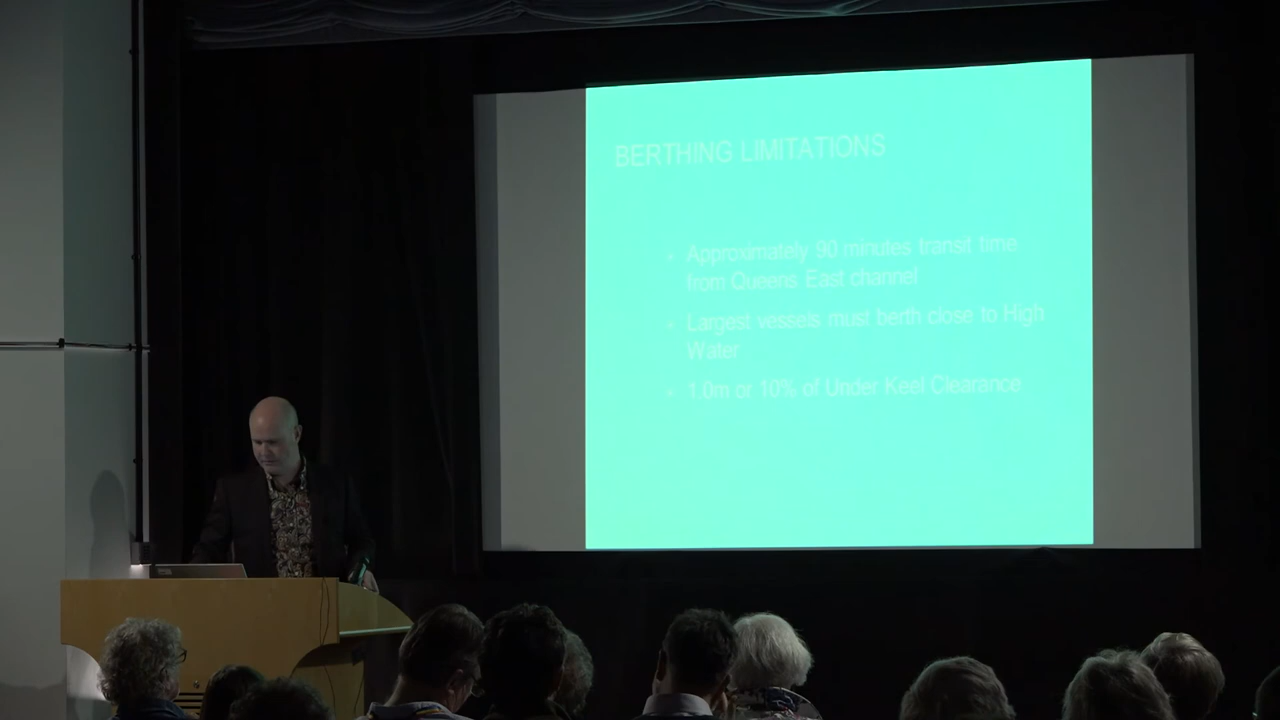 BERTHING LIMITATIONS
• Approximately 90 minutes transit time
from Queens East channel
• Largest vessels must berth close to High
Water
• 1.0m or 10% of Under Keel Clearance